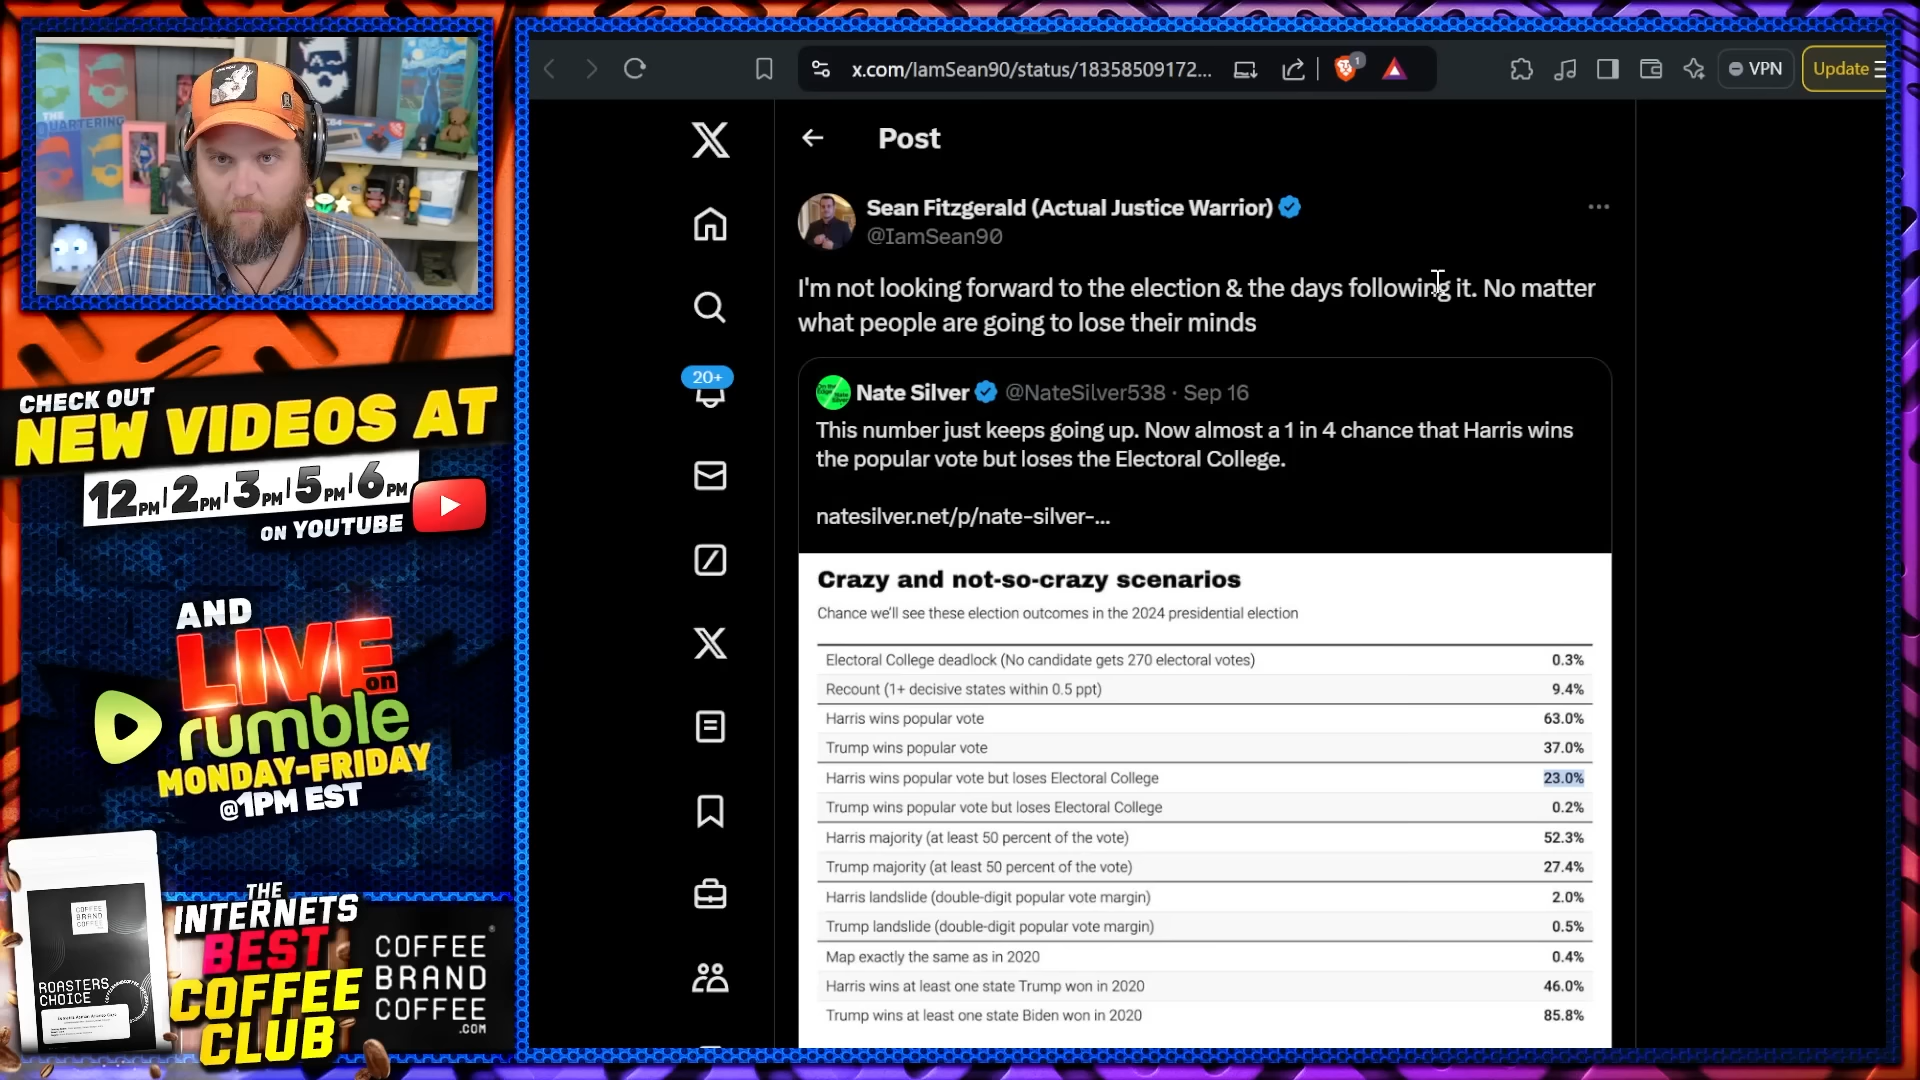 THE
QUARTERING
64
CHECK OUT
NEW VIDEOS AT
12PM | 2PM | 3PM | 5PM | 6PM
ON YOUTUBE
AND
LIVE on
rumble
MONDAY-FRIDAY
@1PM EST
COFFEE
BRAND
COFFEE
ROASTERS
CHOICE
THE
INTERNETS
BEST
COFFEE
CLUB
COFFEE
BRAND
COFFEE
.COM
x.com/IamSean90/status/18358509172...
1
VPN
Update
20+
Post
Sean Fitzgerald (Actual Justice Warrior)
@IamSean90
I'm not looking forward to the election & the days following it. No matter
what people are going to lose their minds
Nate Silver @NateSilver538 · Sep 16
This number just keeps going up. Now almost a 1 in 4 chance that Harris wins
the popular vote but loses the Electoral College.
natesilver.net/p/nate-silver-...
Crazy and not-so-crazy scenarios
Chance we'll see these election outcomes in the 2024 presidential election
Electoral College deadlock (No candidate gets 270 electoral votes) 0.3%
Recount (1+ decisive states within 0.5 ppt) 9.4%
Harris wins popular vote 63.0%
Trump wins popular vote 37.0%
Harris wins popular vote but loses Electoral College 23.0%
Trump wins popular vote but loses Electoral College 0.2%
Harris majority (at least 50 percent of the vote) 52.3%
Trump majority (at least 50 percent of the vote) 27.4%
Harris landslide (double-digit popular vote margin) 2.0%
Trump landslide (double-digit popular vote margin) 0.5%
Map exactly the same as in 2020 0.4%
Harris wins at least one state Trump won in 2020 46.0%
Trump wins at least one state Biden won in 2020 85.8%